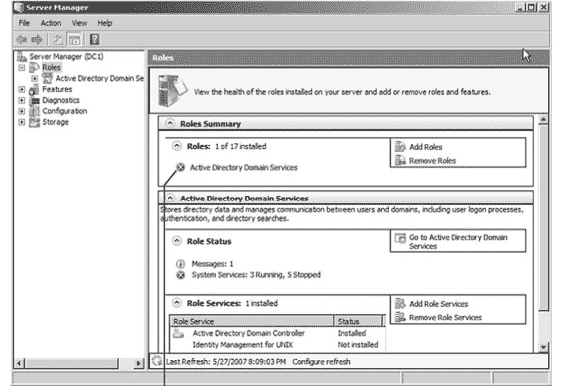 Server Manager
File Action View Help
Server Manager (DC1)
Roles
Active Directory Domain Se
Features
Diagnostics
Configuration
Storage
Roles
View the health of the roles installed on your server and add or remove roles and features.
Roles Summary
Roles: 1 of 17 installed
Add Roles
Remove Roles
Active Directory Domain Services
Active Directory Domain Services
Stores directory data and manages communication between users and domains, including user logon processes,
authentication, and directory searches.
Role Status
Go to Active Directory Domain
Services
Messages: 1
System Services: 3 Running, 5 Stopped
Role Services: 1 installed
Add Role Services
Remove Role Services
Role Service Status
Active Directory Domain Controller Installed
Identity Management for UNIX Not installed
Last Refresh: 5/27/2007 8:09:03 PM Configure refresh